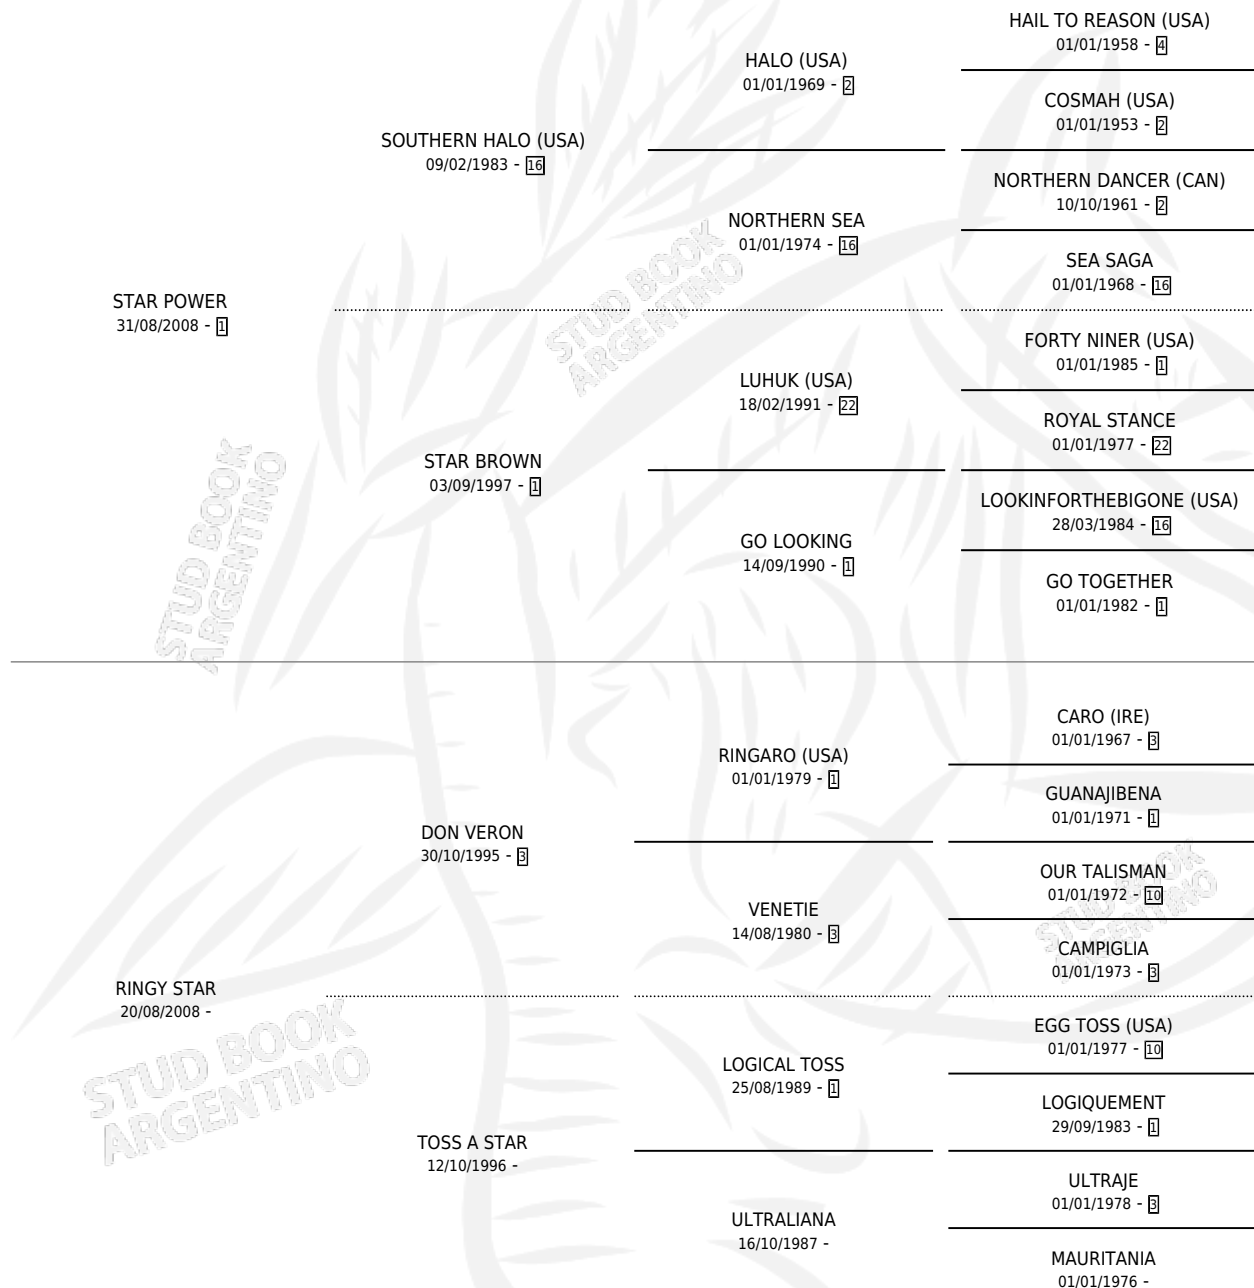 HAIL TO REASON (USA)
01/01/1958 - 4
HALO (USA)
01/01/1969 - 2
COSMAH (USA)
01/01/1953 - 2
SOUTHERN HALO (USA)
09/02/1983 - 16
NORTHERN DANCER (CAN)
10/10/1961 - 2
NORTHERN SEA
01/01/1974 - 16
SEA SAGA
01/01/1968 - 16
STAR POWER
31/08/2008 - 1
STUD BOOK
ARGENTINO
FORTY NINER (USA)
01/01/1985 - 1
LUHUK (USA)
18/02/1991 - 22
ROYAL STANCE
01/01/1977 - 22
STAR BROWN
03/09/1997 - 1
LOOKINFORTHEBIGONE (USA)
28/03/1984 - 16
GO LOOKING
14/09/1990 - 1
GO TOGETHER
01/01/1982 - 1
STUD BOOK
ARGENTINO
CARO (IRE)
01/01/1967 - 3
RINGARO (USA)
01/01/1979 - 1
GUANAJIBENA
01/01/1971 - 1
DON VERON
30/10/1995 - 3
OUR TALISMAN
01/01/1972 - 10
VENETIE
14/08/1980 - 3
STUD BOOK
ARGENTINO
CAMPIGLIA
01/01/1973 - 3
RINGY STAR
20/08/2008 -
STUD BOOK
ARGENTINO
EGG TOSS (USA)
01/01/1977 - 10
LOGICAL TOSS
25/08/1989 - 1
LOGIQUEMENT
29/09/1983 - 1
TOSS A STAR
12/10/1996 -
ULTRAJE
01/01/1978 - 3
ULTRALIANA
16/10/1987 -
MAURITANIA
01/01/1976 -